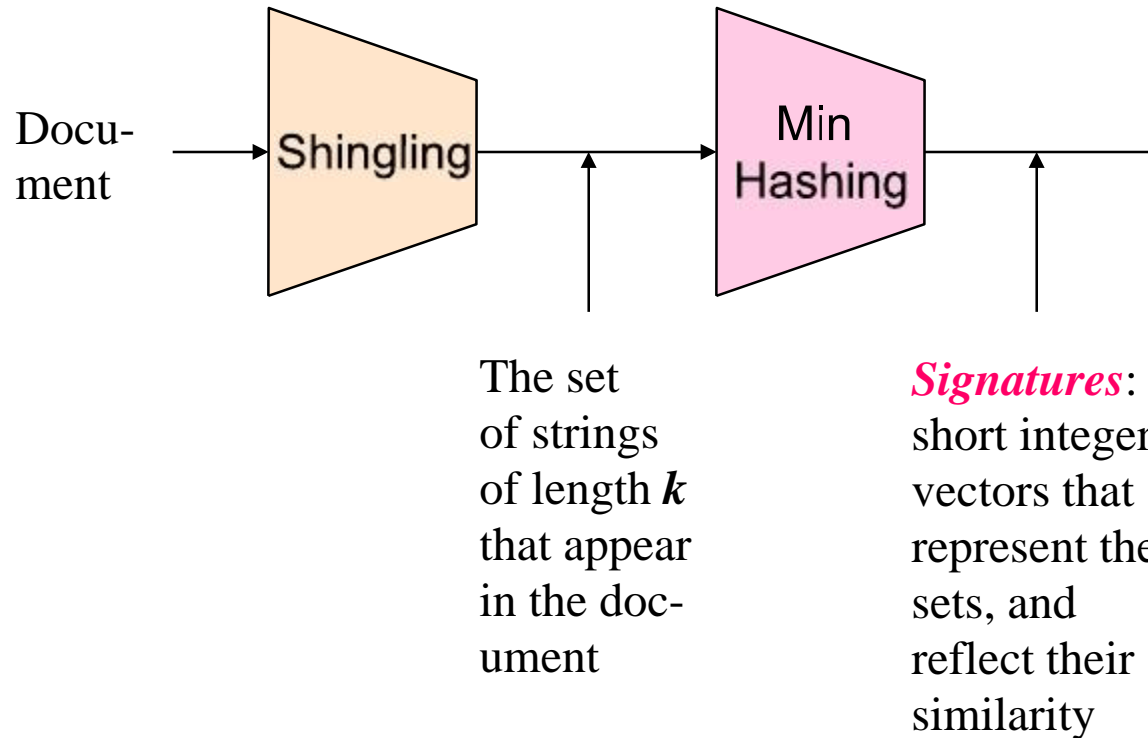 Docu-
ment
Shingling
Min
Hashing
The set
of strings
of length k
that appear
in the doc-
ument
Signatures:
short integer
vectors that
represent the
sets, and
reflect their
similarity